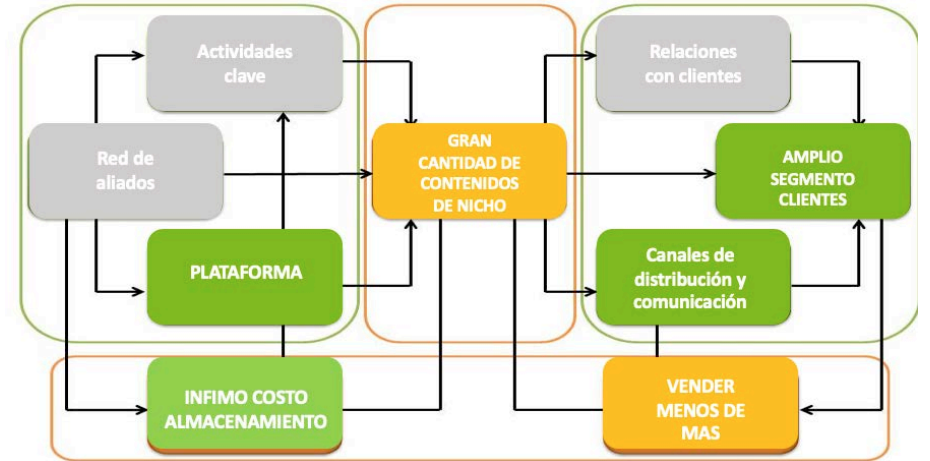 Actividades
clave
Relaciones
con clientes
Red de
aliados
GRAN
CANTIDAD DE
CONTENIDOS
DE NICHO
AMPLIO
SEGMENTO
CLIENTES
PLATAFORMA
Canales de
distribución y
comunicación
INFIMO COSTO
ALMACENAMIENTO
VENDER
MENOS DE
MAS